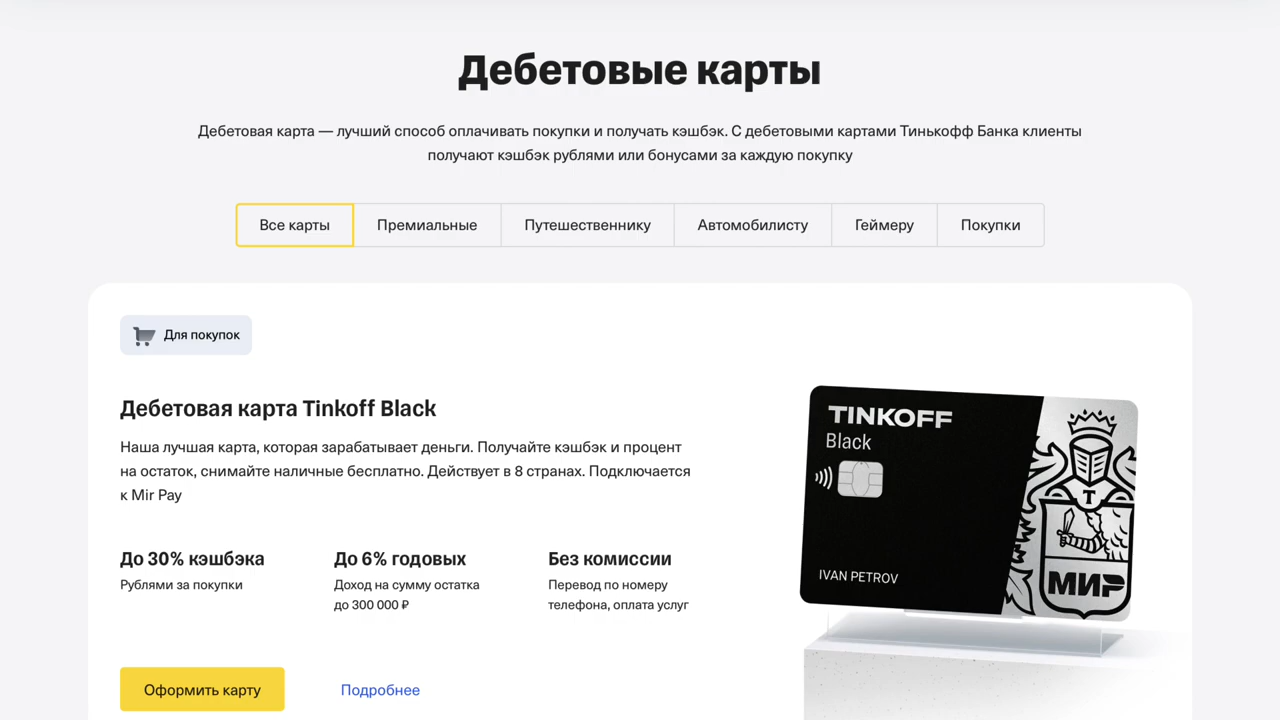 Дебетовые карты
Дебетовая карта — лучший способ оплачивать покупки и получать кэшбэк. С дебетовыми картами Тинькофф Банка клиенты
получают кэшбэк рублями или бонусами за каждую покупку
Все карты
Премиальные
Путешественнику
Автомобилисту
Геймеру
Покупки
Для покупок
Дебетовая карта Tinkoff Black
Наша лучшая карта, которая зарабатывает деньги. Получайте кэшбэк и процент
на остаток, снимайте наличные бесплатно. Действует в 8 странах. Подключается
к Mir Pay
До 30% кэшбэка
Рублями за покупки
До 6% годовых
Доход на сумму остатка
до 300 000 ₽
Без комиссии
Перевод по номеру
телефона, оплата услуг
Оформить карту
Подробнее
TINKOFF
Black
IVAN PETROV
T
МИР